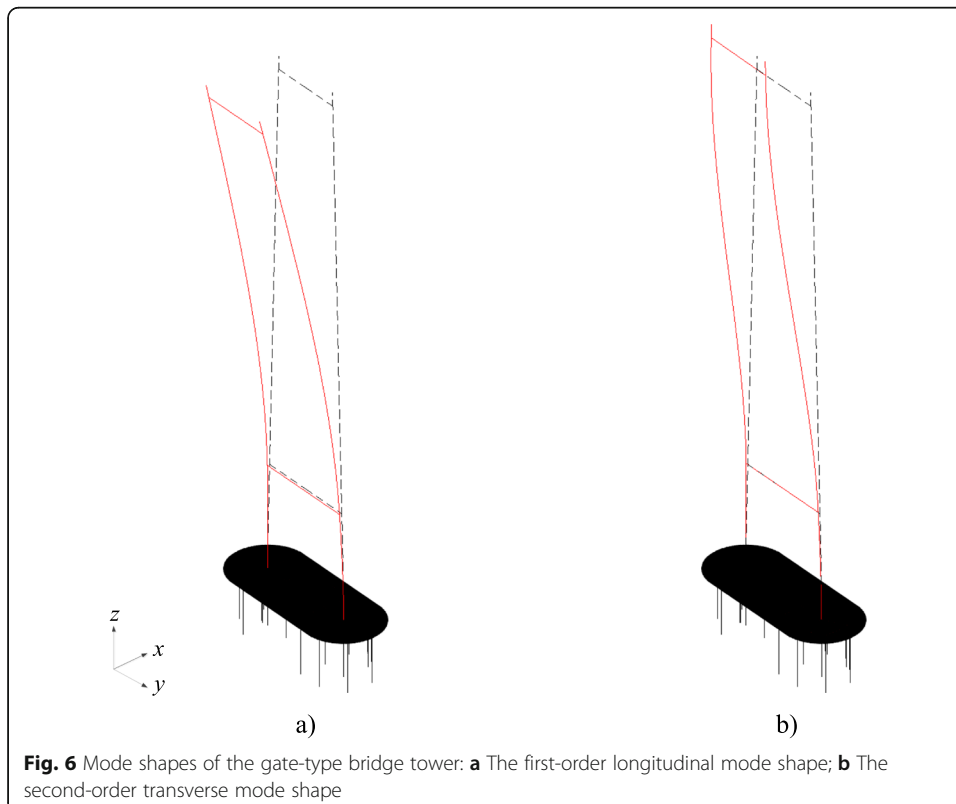 z
x
y
a)
b)
Fig. 6 Mode shapes of the gate-type bridge tower: a The first-order longitudinal mode shape; b The
second-order transverse mode shape